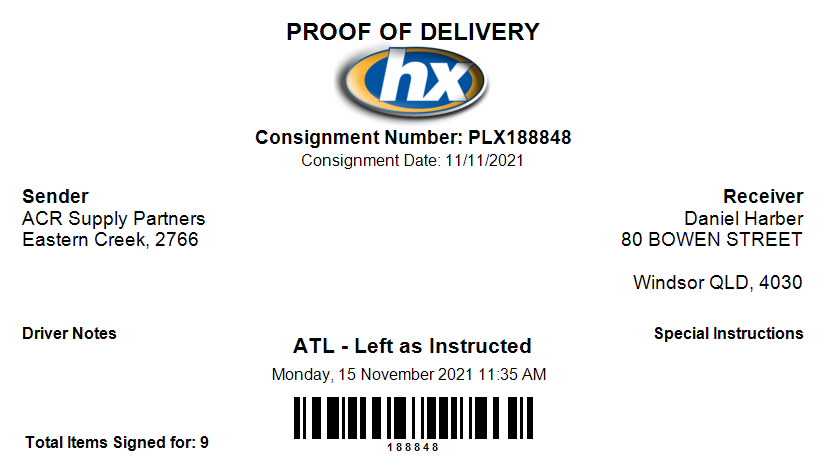 PROOF OF DELIVERY
hx
Consignment Number: PLX188848
Consignment Date: 11/11/2021
Sender
ACR Supply Partners
Eastern Creek, 2766
Receiver
Daniel Harber
80 BOWEN STREET
Windsor QLD, 4030
Driver Notes
Special Instructions
ATL - Left as Instructed
Monday, 15 November 2021 11:35 AM
188848
Total Items Signed for: 9